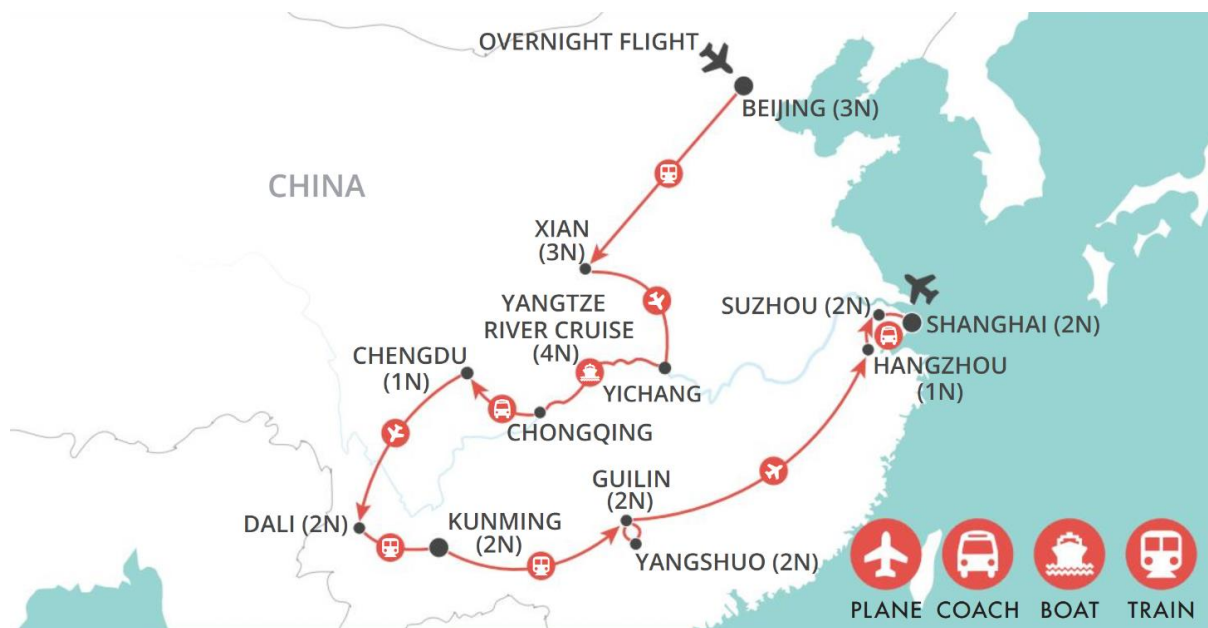 OVERNIGHT FLIGHT
BEIJING (3N)
CHINA
XIAN
(3N)
YANGTZE
RIVER CRUISE
(4N)
SUZHOU (2N)
SHANGHAI (2N)
HANGZHOU
(1N)
CHENGDU
(1N)
YICHANG
CHONGQING
GUILIN
(2N)
DALI (2N)
KUNMING
(2N)
YANGSHUO (2N)
PLANE COACH BOAT TRAIN